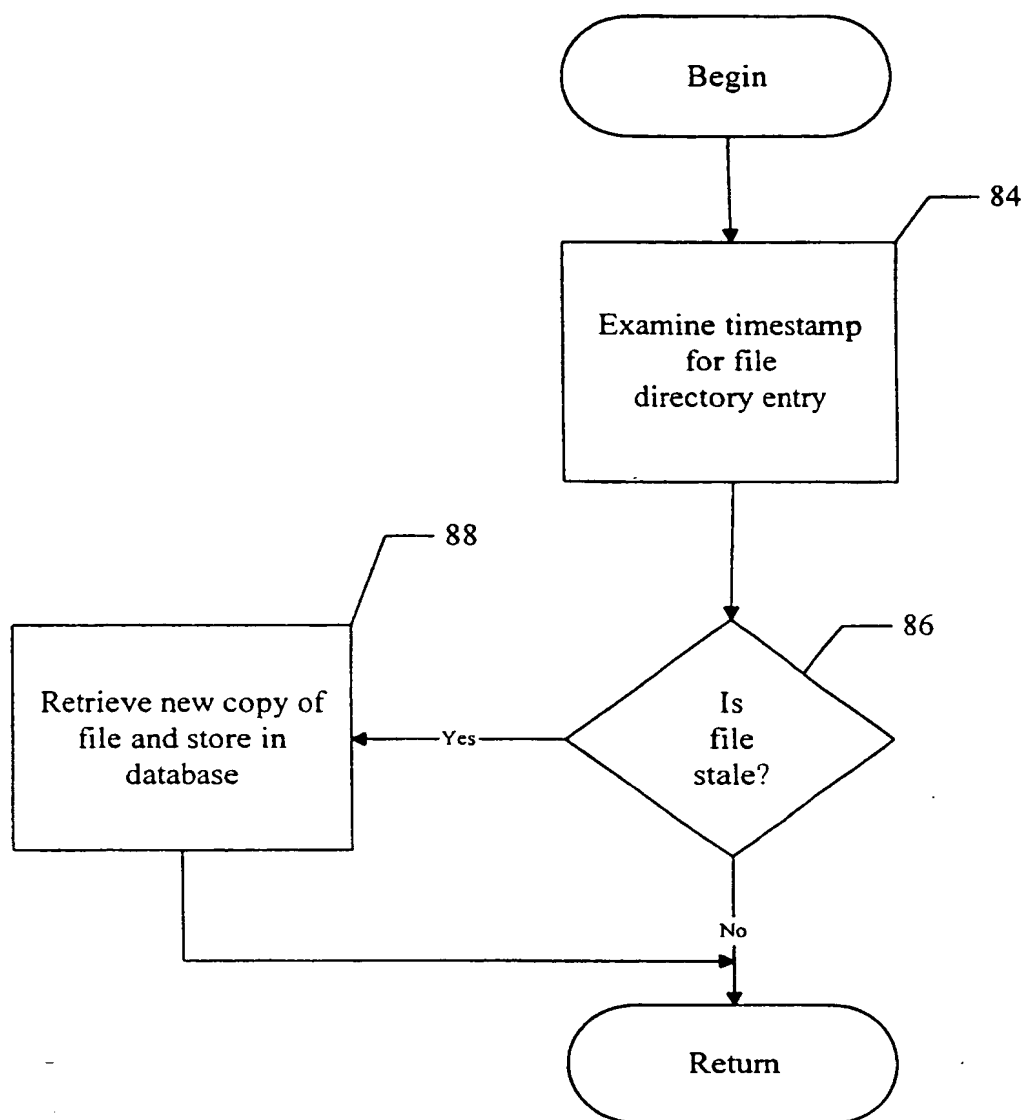 Begin
84
Examine timestamp
for file
directory entry
88
86
Retrieve new copy of
file and store in
database
Yes
Is
file
stale?
No
Return